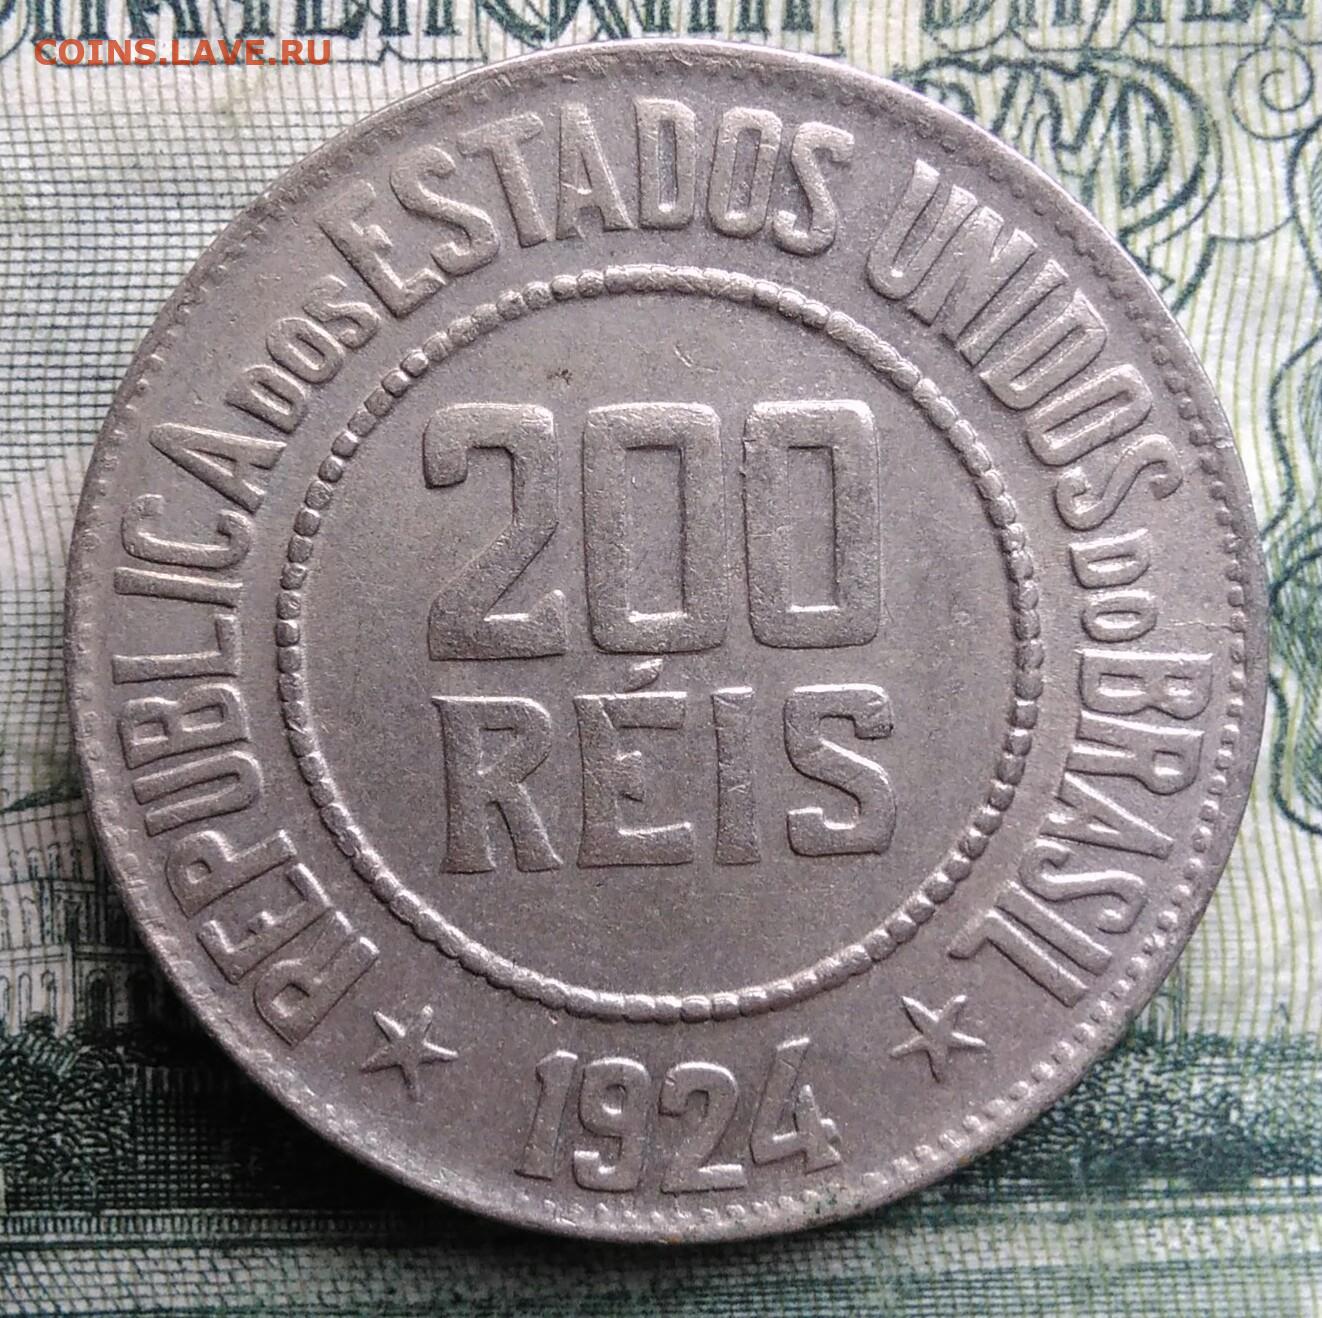 COINS.LAVE.RU
REPUBLICA DOS ESTADOS UNIDOS DO BRASIL
200
RÉIS
1924